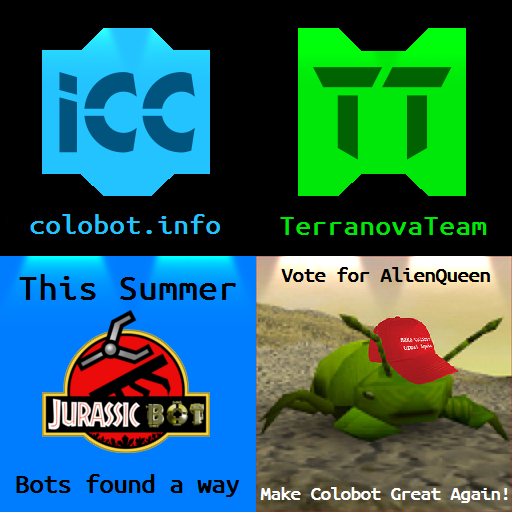 iCC
colobot.info
TT
TerranovaTeam
This Summer
JURASSIC BOT
Bots found a way
Vote for AlienQueen
Make Colobot Great Again!